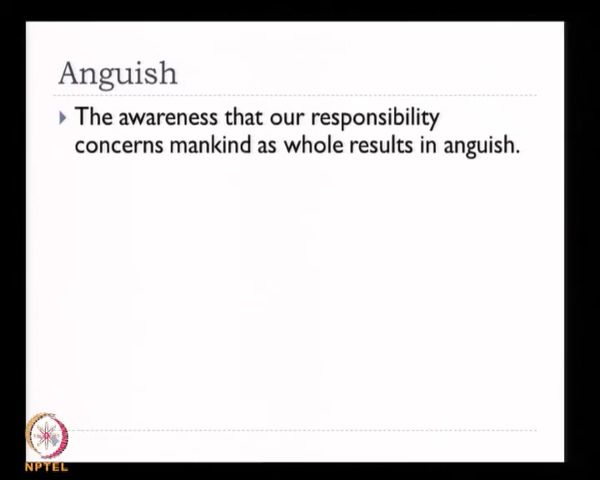 Anguish
The awareness that our responsibility
concerns mankind as whole results in anguish.
NPTEL